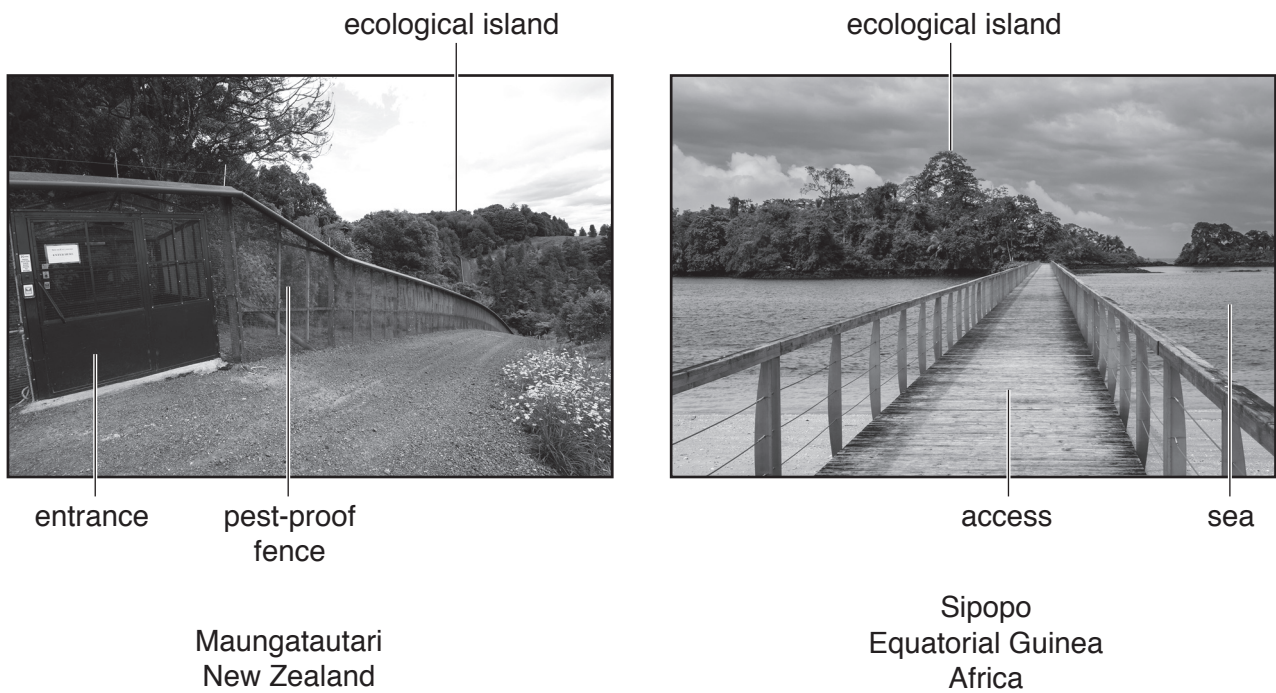 ecological island
ecological island
entrance
pest-proof
fence
access
sea
Maungatautari
New Zealand
Sipopo
Equatorial Guinea
Africa